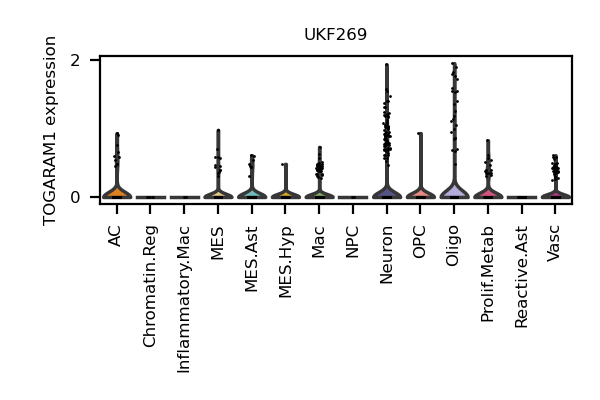 UKF269
TOGARAM1 expression
2
0
AC
Chromatin.Reg
Inflammatory.Mac
MES
MES.Ast
MES.Hyp
Mac
NPC
Neuron
OPC
Oligo
Prolif.Metab
Reactive.Ast
Vasc